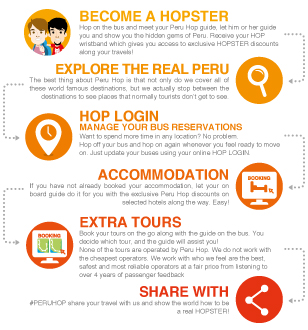 BECOME A HOPSTER
Hop on the bus and meet your Peru Hop guide, let him or her guide
you and show you the hidden gems of Peru. Receive your HOP
wristband which gives you access to exclusive HOPSTER discounts
along your travels!
EXPLORE THE REAL PERU
The best thing about Peru Hop is that not only do we cover all of
these world famous destinations, but we actually stop between the
destinations to see places that normally tourists don't get to see.
HOP LOGIN
MANAGE YOUR BUS RESERVATIONS
Want to spend more time in any location? No problem.
Hop off your bus and hop on again whenever you feel ready to move
on. Just update your buses using your online HOP LOGIN.
ACCOMMODATION
If you have not already booked your accommodation, let your on
board guide do it for you with the exclusive Peru Hop discounts on
selected hotels along the way. Easy!
BOOKING
EXTRA TOURS
Book your tours on the go along with the guide on the bus. You
decide which tour, and the guide will assist you!
None of the tours are operated by Peru Hop. We do not work with
the cheapest operators. We work with who we feel are the best,
safest and most reliable operators at a fair price from listening to
over 4 years of passenger feedback
BOOKING
SHARE WITH
#PERUHOP share your travel with us and show the world how to be
a real HOPSTER!